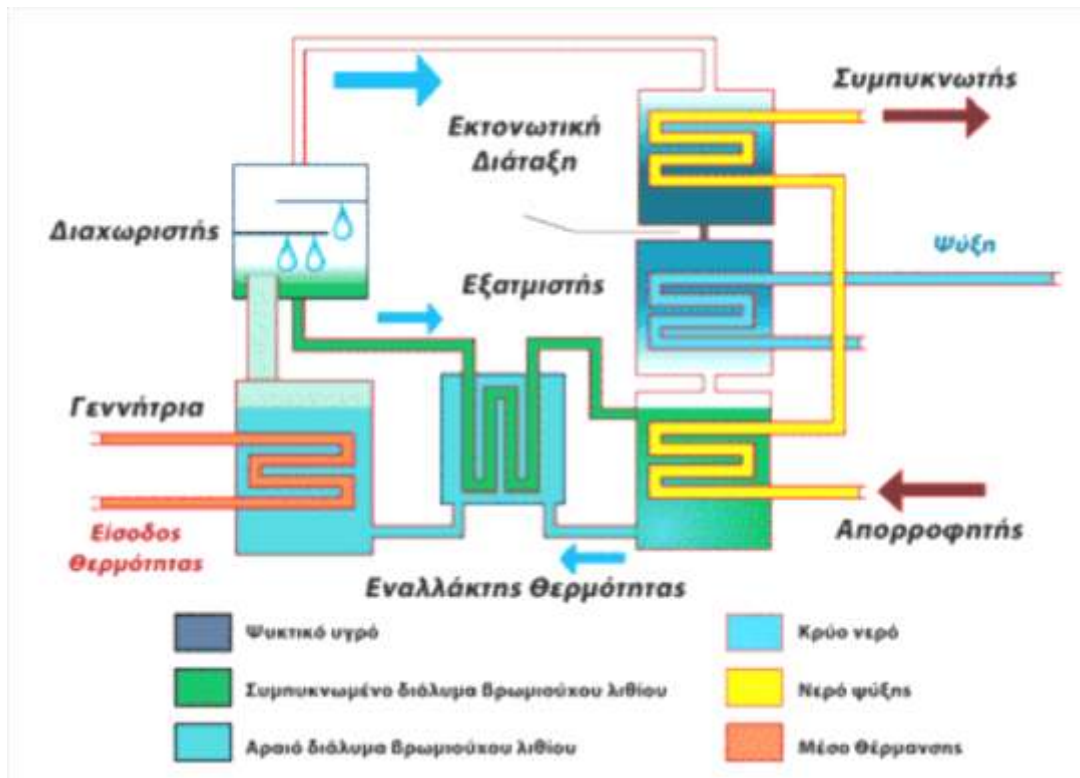 Συμπυκνωτής
Εκτονωτική
Διάταξη
Διαχωριστής
Ψύξη
Εξατμιστής
Γεννήτρια
Είσοδος
θερμότητας
Απορροφητής
Εναλλάκτης θερμότητας
Ψυκτικό υγρό
Κρύο νερό
Συμπυκνωμένο διάλυμα βρωμιούχου λιθίου
Νερό ψύξης
Αραιό διάλυμα βρωμιούχου λιθίου
Μέσο θέρμανσης